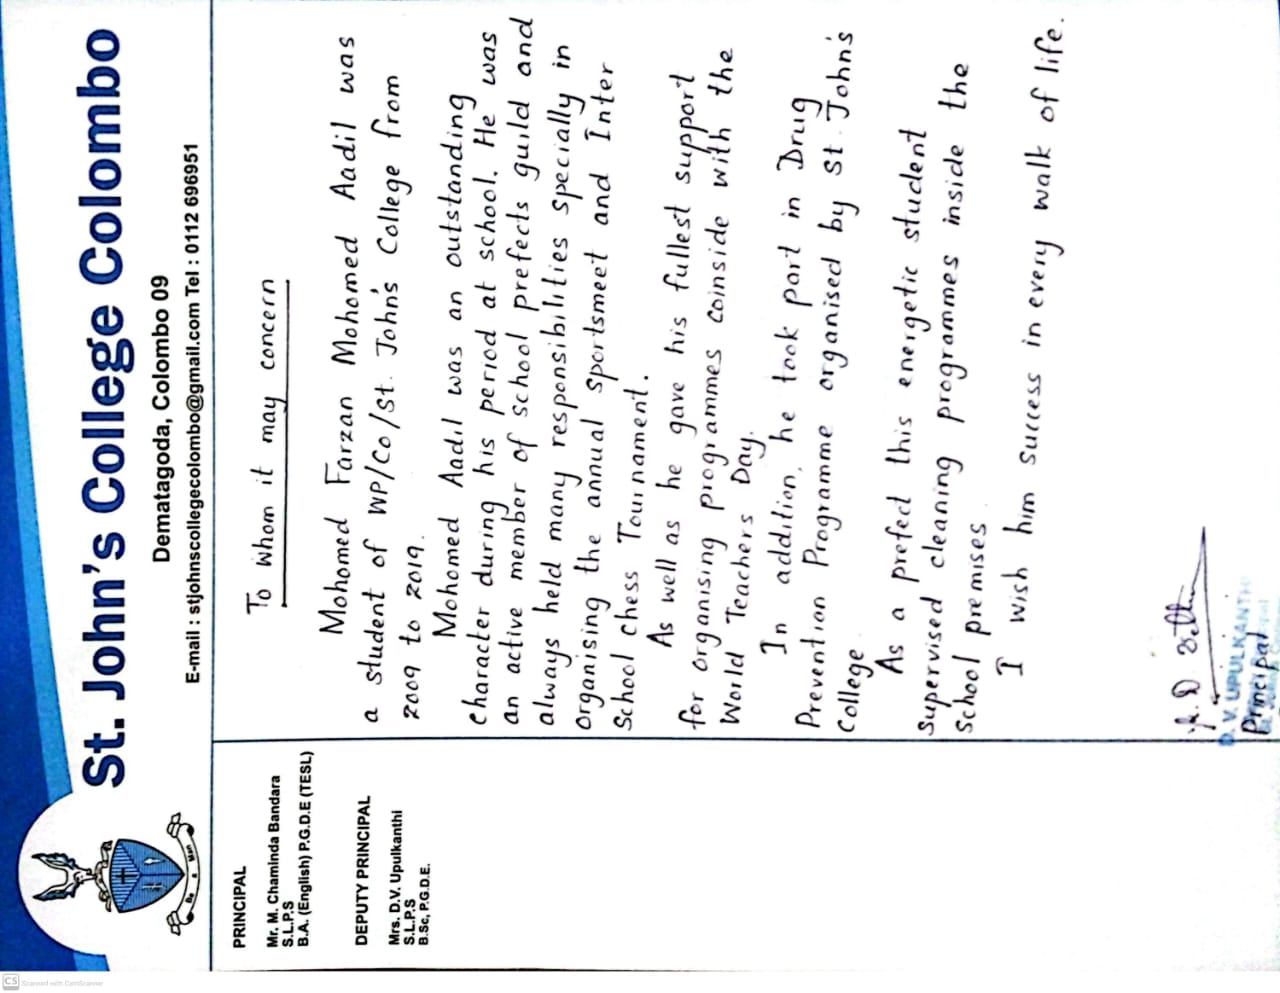 CS
Scanned with CamScanner
St. John's College Colombo
Dematagoda, Colombo 09
E-mail : stjohnscollegecolombo@gmail.com Tel : 0112 696951
Be a Man
PRINCIPAL
Mr. M. Chaminda Bandara
S.L.P.S
B.A. (English) P.G.D.E (TESL)
DEPUTY PRINCIPAL
Mrs. D.V. Upulkanthi
S.L.P.S
B.Sc, P.G.D.E.
To whom it may concern
Mohomed Farzan Mohomed Aadil was
a student of WP/Co/St. John's College from
2009 to 2019.
Mohomed Aadil was an outstanding
character during his period at school. He was
an active member of school prefects guild and
always held many responsibilities specially in
organising the annual sportsmeet and Inter
School chess Tournament.
As well as he gave his fullest support
for organising programmes coinside with the
World Teachers Day.
In addition, he took part in Drug
Prevention Programme organised by St John's
College
As a prefect this energetic student
supervised cleaning programmes inside the
school premises
I wish him success in every walk of life.
D. V. UPULKANTHI
Principal